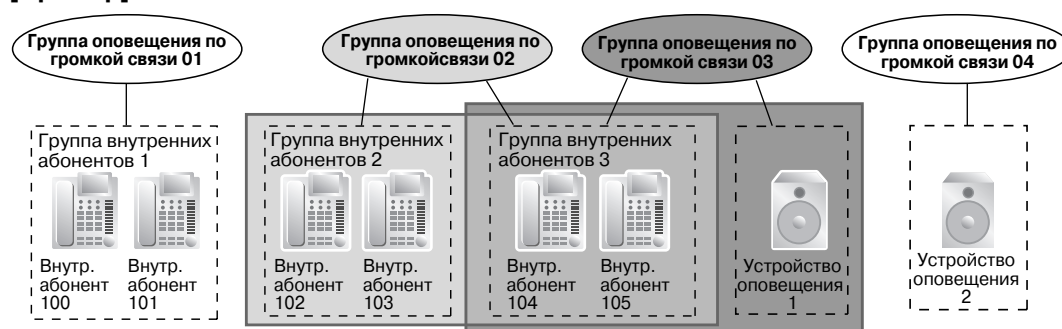 Группа оповещения по
громкой связи 01
Группа оповещения по
громкойсвязи 02
Группа оповещения по
громкой связи 03
Группа оповещения по
громкой связи 04
Группа внутренних
абонентов 1
Внутр.
абонент
100
Внутр.
абонент
101
Группа внутренних
абонентов 2
Внутр.
абонент
102
Внутр.
абонент
103
Группа внутренних
абонентов 3
Внутр.
абонент
104
Внутр.
абонент
105
Устройство
оповещения
1
Устройство
оповещения
2